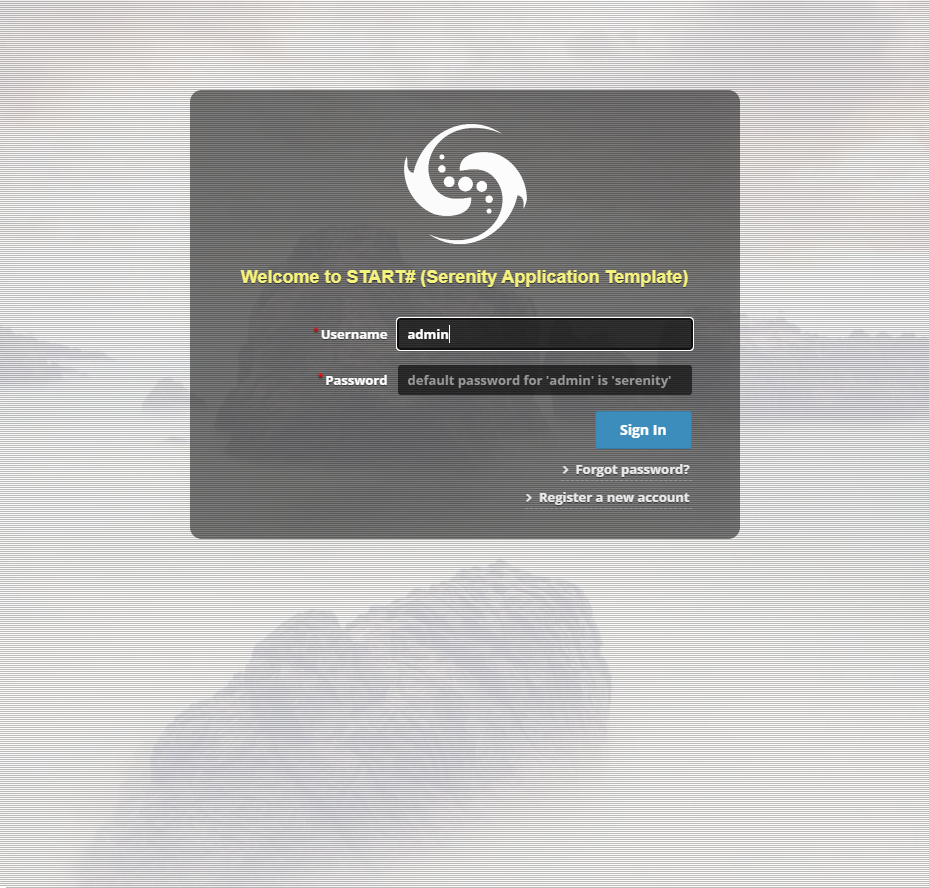 Welcome to START# (Serenity Application Template)
*Username admin
*Password default password for 'admin' is 'serenity'
Sign In
Forgot password?
Register a new account